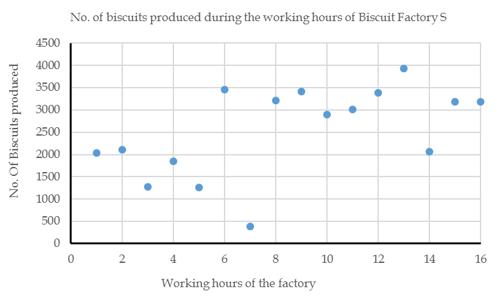 No. of biscuits produced during the working hours of Biscuit Factory S
No. Of Biscuits produced
4500
4000
3500
3000
2500
2000
1500
1000
500
0
0 2 4 6 8 10 12 14 16
Working hours of the factory